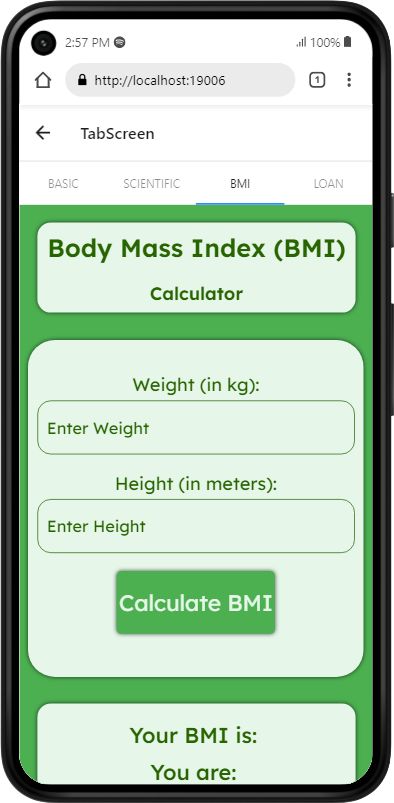 2:57 PM 100%
http://localhost:19006 1
TabScreen
BASIC SCIENTIFIC BMI LOAN
Body Mass Index (BMI)
Calculator
Weight (in kg):
Enter Weight
Height (in meters):
Enter Height
Calculate BMI
Your BMI is:
You are: